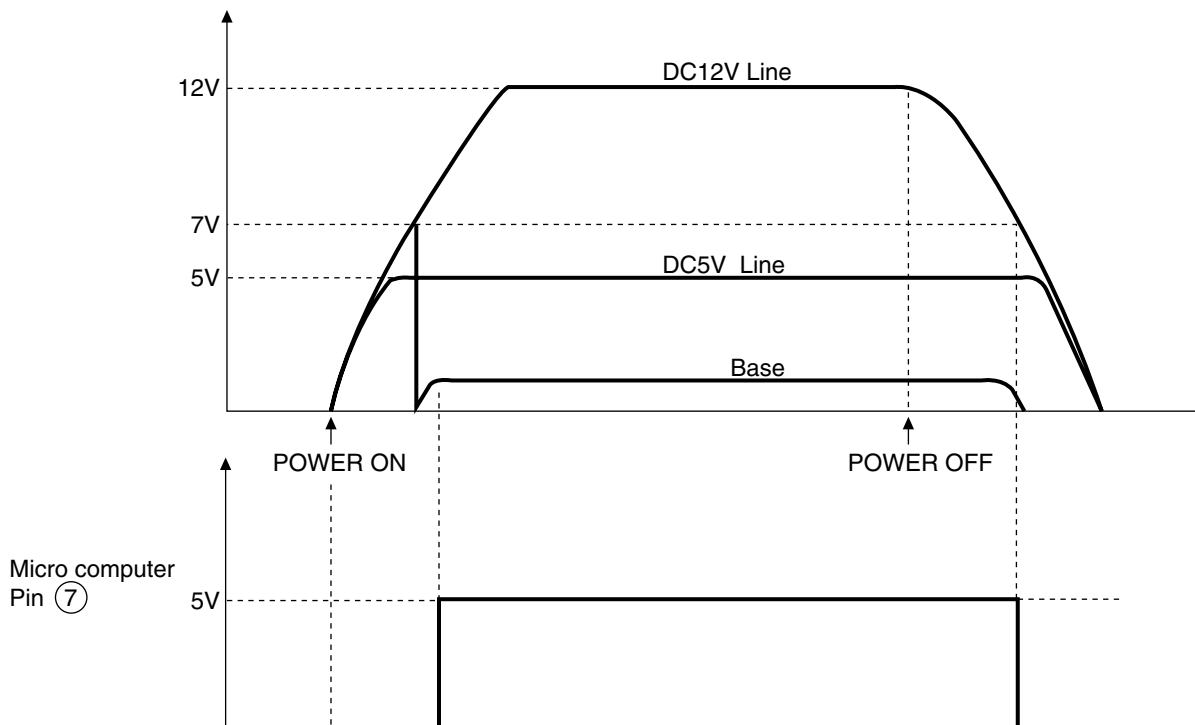 DC12V Line
12V
7V
DC5V Line
5V
Base
POWER ON
POWER OFF
Micro computer
Pin 7
5V